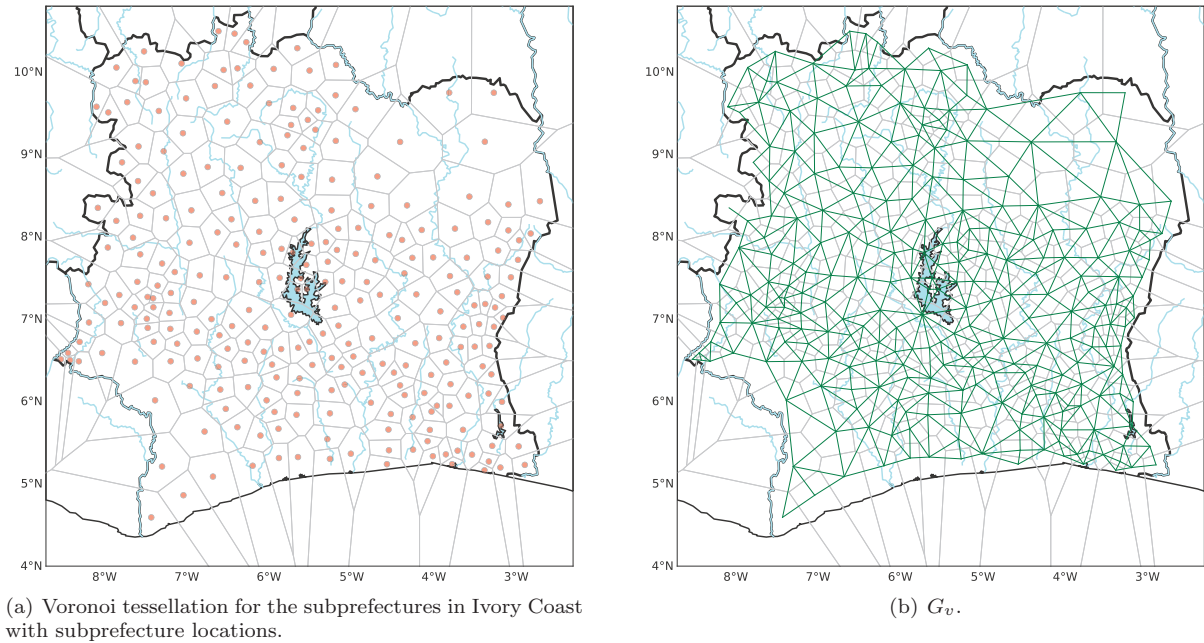 10°N
9°N
8°N
7°N
6°N
5°N
4°N
8°W 7°W 6°W 5°W 4°W 3°W
(a) Voronoi tessellation for the subprefectures in Ivory Coast
with subprefecture locations.
10°N
9°N
8°N
7°N
6°N
5°N
4°N
8°W 7°W 6°W 5°W 4°W 3°W
(b) G_v.